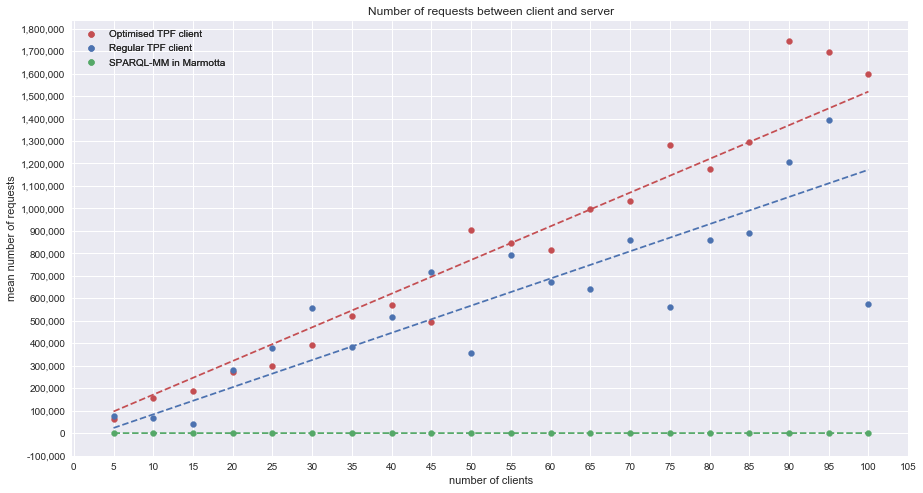 Number of requests between client and server
Optimised TPF client
Regular TPF client
SPARQL-MM in Marmotta
mean number of requests
1,800,000
1,700,000
1,600,000
1,500,000
1,400,000
1,300,000
1,200,000
1,100,000
1,000,000
900,000
800,000
700,000
600,000
500,000
400,000
300,000
200,000
100,000
0
-100,000
0 5 10 15 20 25 30 35 40 45 50 55 60 65 70 75 80 85 90 95 100 105
number of clients